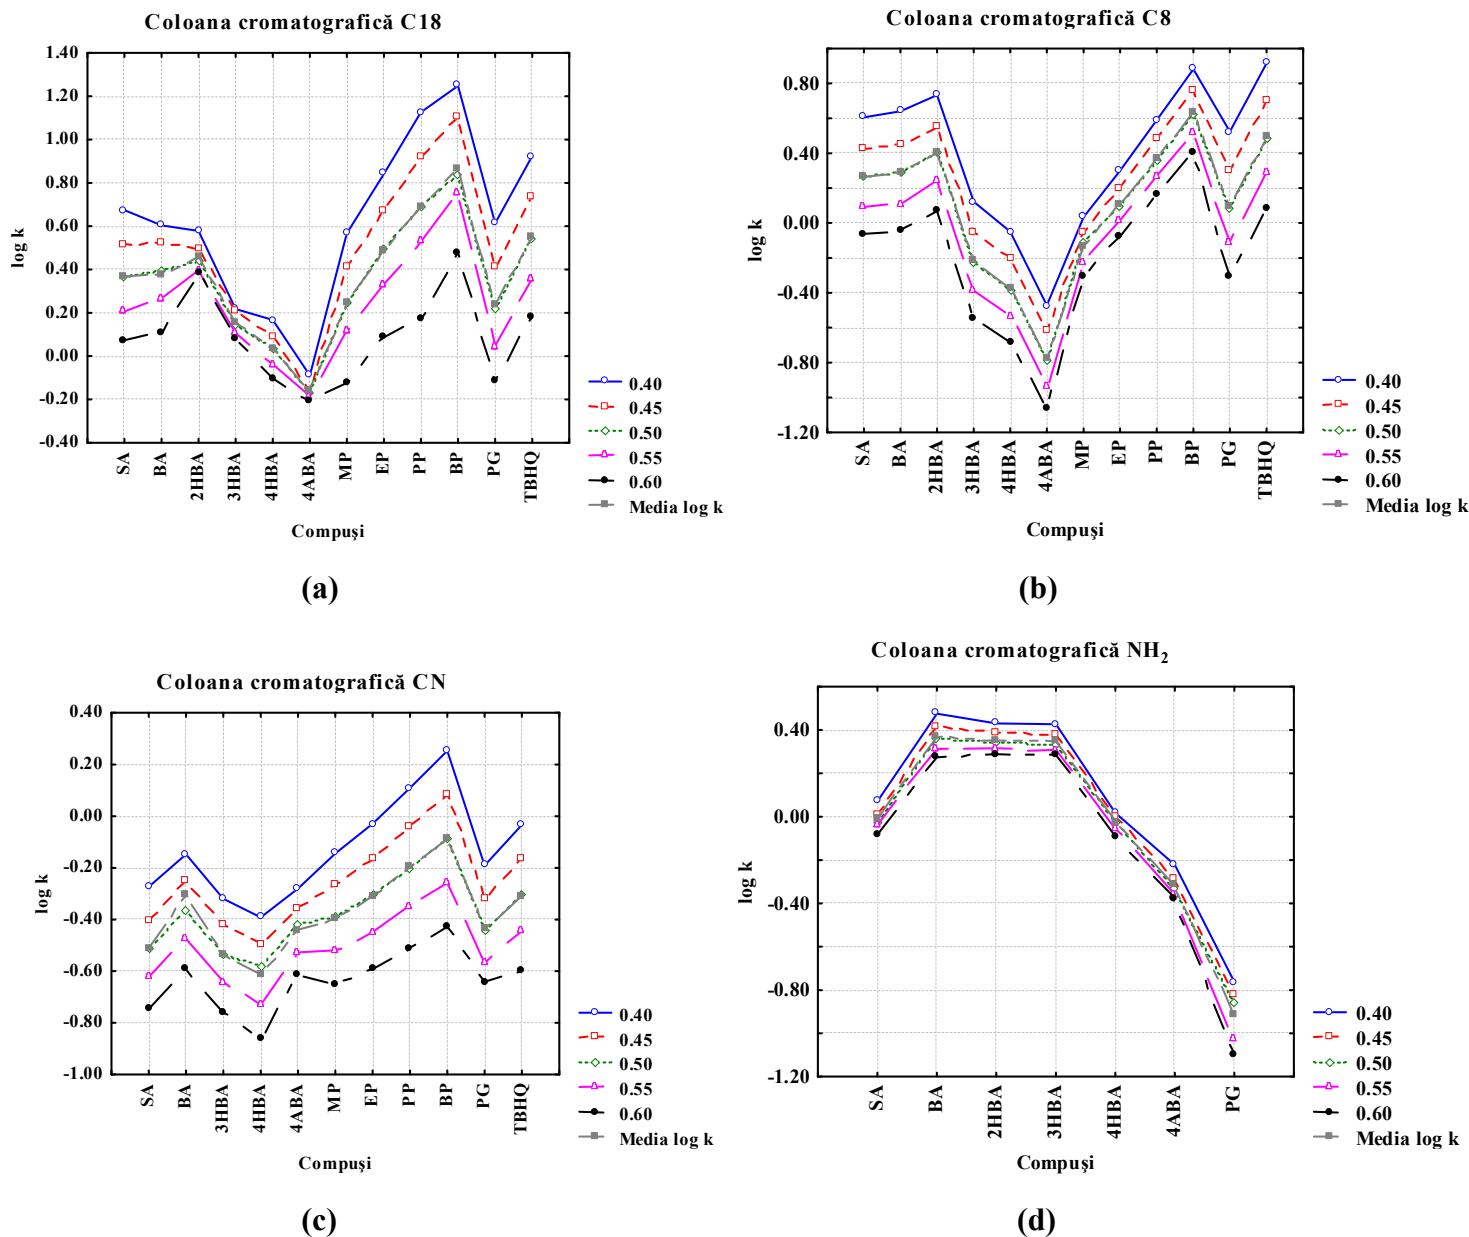 Coloana cromatografică C18
1.40
1.20
1.00
0.80
0.60
0.40
0.20
0.00
-0.20
-0.40
log k
SA
BA
2HBA
3HBA
4HBA
4ABA
MP
EP
PP
BP
PG
TBHQ
Compuşi
0.40
0.45
0.50
0.55
0.60
Media log k
(a)
Coloana cromatografică C8
0.80
0.40
0.00
-0.40
-0.80
-1.20
log k
SA
BA
2HBA
3HBA
4HBA
4ABA
MP
EP
PP
BP
PG
TBHQ
Compuşi
0.40
0.45
0.50
0.55
0.60
Media log k
(b)
Coloana cromatografică CN
0.40
0.20
0.00
-0.20
-0.40
-0.60
-0.80
-1.00
log k
SA
BA
3HBA
4HBA
4ABA
MP
EP
PP
BP
PG
TBHQ
Compuşi
0.40
0.45
0.50
0.55
0.60
Media log k
(c)
Coloana cromatografică NH₂
0.40
0.00
-0.40
-0.80
-1.20
log k
SA
BA
2HBA
3HBA
4HBA
4ABA
PG
Compuşi
0.40
0.45
0.50
0.55
0.60
Media log k
(d)